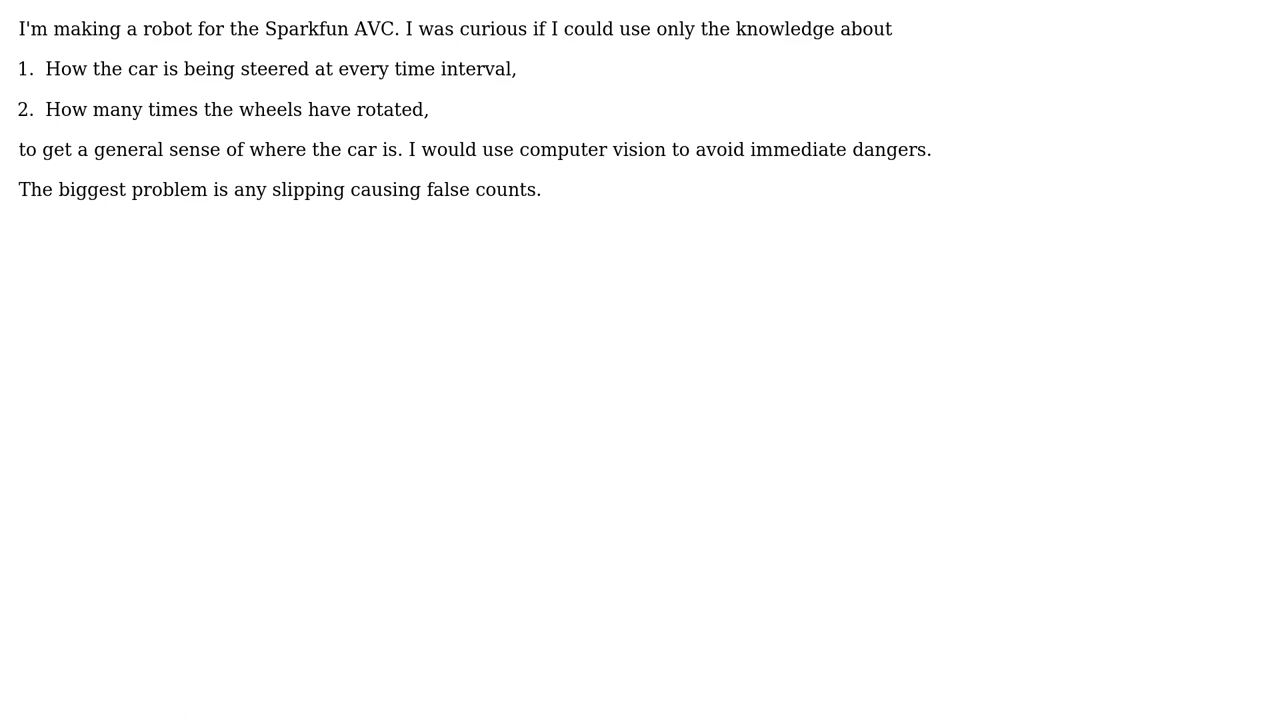 I'm making a robot for the Sparkfun AVC. I was curious if I could use only the knowledge about
1. How the car is being steered at every time interval,
2. How many times the wheels have rotated,
to get a general sense of where the car is. I would use computer vision to avoid immediate dangers.
The biggest problem is any slipping causing false counts.